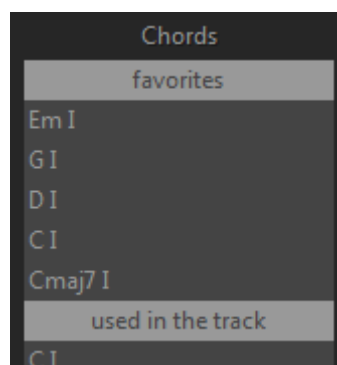 Chords
favorites
Em I
G I
D I
C I
Cmaj7 I
used in the track
C I